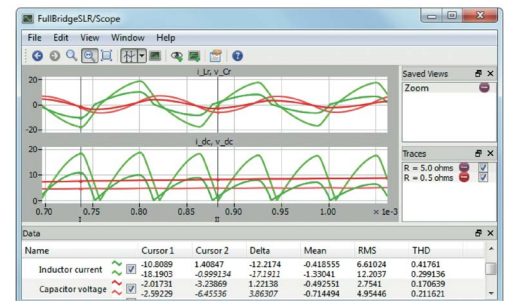 FullBridgeSLR/Scope
File Edit View Window Help
i_Lr, v_Cr
20
0
-20
i_dc, v_dc
20
10
0
0.70 0.75 0.80 0.85 0.90 0.95 1.00 × 1e-3
I II
Saved Views
Zoom
Traces
R = 5.0 ohms
R = 0.5 ohms
Data
Name Cursor 1 Cursor 2 Delta Mean RMS THD
Inductor current
-10.8089 1.40847 -12.2174 -0.418555 6.61024 0.41761
-18.1903 -0.999134 -17.1911 -1.33041 12.2037 0.299136
Capacitor voltage
-2.01731 -3.23869 1.22138 -0.492551 2.7541 0.170639
-2.59229 -6.45536 3.86307 -0.714494 4.95446 0.211621